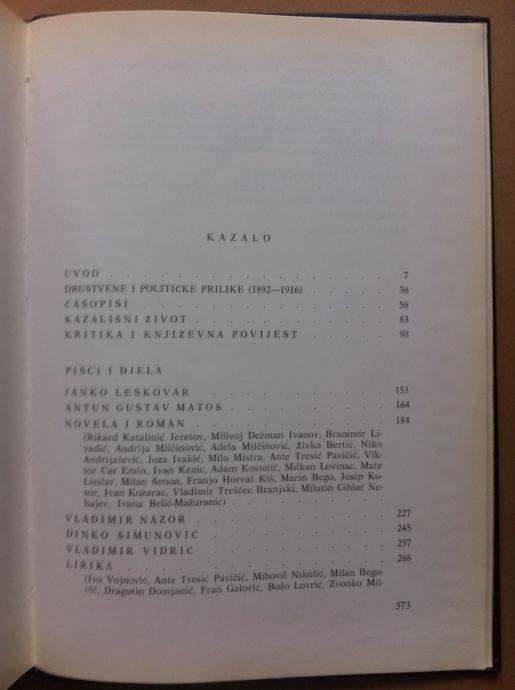 KAZALO
UVOD . . . . . . . . . . . . 7
DRUŠTVENE I POLITIČKE PRILIKE (1892—1916) . . . . . 36
ČASOPISI . . . . . . . . . . . . 56
KAZALIŠNI ŽIVOT . . . . . . . . . . 83
KRITIKA I KNJIŽEVNA POVIJEST . . . . . 98
PISCI I DJELA
JANKO LESKOVAR . . . . . . . . . . 153
ANTUN GUSTAV MATOŠ . . . . . . . . 164
NOVELA I ROMAN . . . . . . . . . . 184
(Rikard Katalinić Jeretov, Milivoj Dežman Ivanov, Branimir Li-
vadić, Andrija Milčinović, Adela Milčinović, Živko Bertić, Niko
Andrijašević, Joza Ivakić, Milo Mistra, Ante Tresić Pavičić, Vik-
tor Car Emin, Ivan Krnic, Adam Kostelić, Milkan Lovinac, Mate
Lisičar, Milan Šenoa, Franjo Horvat Kiš, Marin Bego, Josip Ko-
sor, Ivan Kozarac, Vladimir Treščec Branjski, Milutin Cihlar Ne-
hajev, Ivana Brlić-Mažuranić)
VLADIMIR NAZOR . . . . . . . . . . 227
DINKO ŠIMUNOVIĆ . . . . . . . . . . 245
VLADIMIR VIDRIĆ . . . . . . . . . . 257
LIRIKA . . . . . . . . . . . . 268
(Ivo Vojnović, Ante Tresić Pavičić, Mihovil Nikolić, Milan Bego-
vić, Dragutin Domjanić, Fran Galović, Božo Lovrić, Zvonko Mil-
373